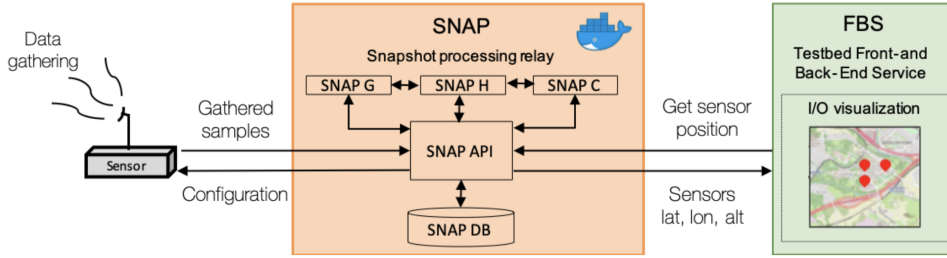 Data
gathering
Sensor
Gathered
samples
Configuration
SNAP
Snapshot processing relay
SNAP G
SNAP H
SNAP C
SNAP API
SNAP DB
Get sensor
position
Sensors
lat, lon, alt
FBS
Testbed Front-and
Back-End Service
I/O visualization